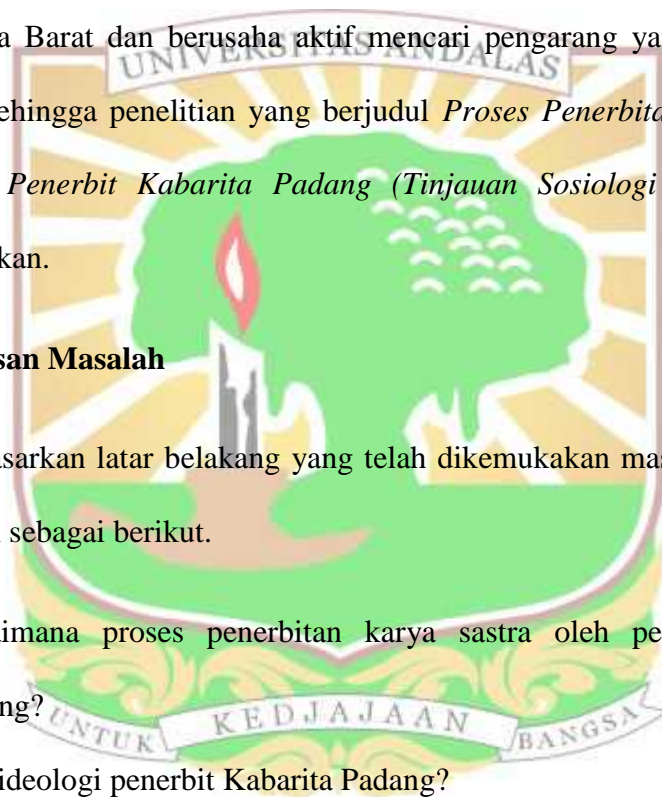 a Barat dan berusaha aktif mencari pengarang ya
UNIVERSITAS ANDALAS
ehingga penelitian yang berjudul Proses Penerbita
Penerbit Kabarita Padang (Tinjauan Sosiologi
kan.
san Masalah
asarkan latar belakang yang telah dikemukakan mas
sebagai berikut.
imana proses penerbitan karya sastra oleh pe
ng?
UNTUK KEDJAJAAN BANGSA
ideologi penerbit Kabarita Padang?